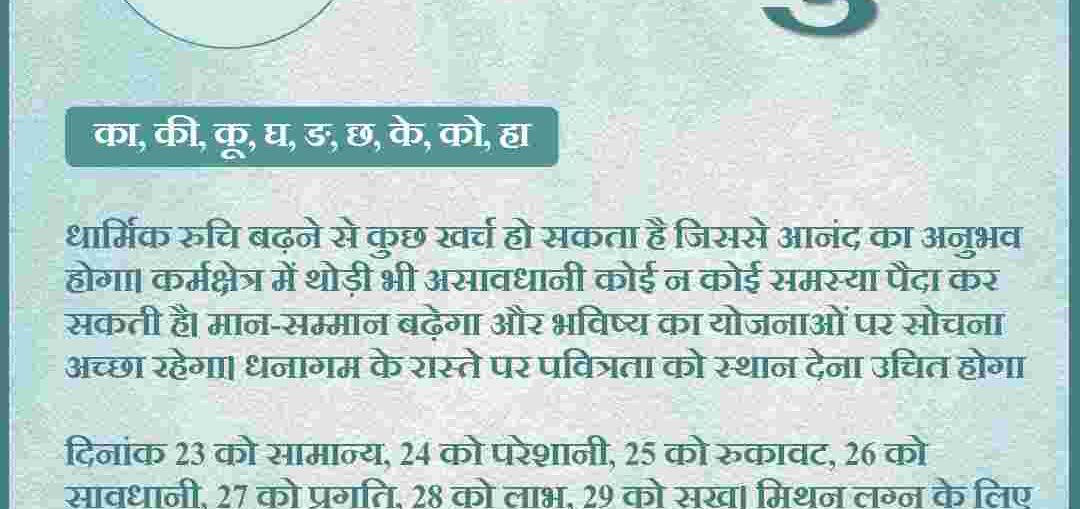 का, की, कू, घ, ङ, छ, के, को, हा
धार्मिक रुचि बढ़ने से कुछ खर्च हो सकता है जिससे आनंद का अनुभव
होगा। कर्मक्षेत्र में थोड़ी भी असावधानी कोई न कोई समस्या पैदा कर
सकती है। मान-सम्मान बढ़ेगा और भविष्य का योजनाओं पर सोचना
अच्छा रहेगा। धनागम के रास्ते पर पवित्रता को स्थान देना उचित होगा
दिनांक 23 को सामान्य, 24 को परेशानी, 25 को रुकावट, 26 को
सावधानी, 27 को प्रगति, 28 को लाभ, 29 को सुख। मिथुन लग्न के लिए